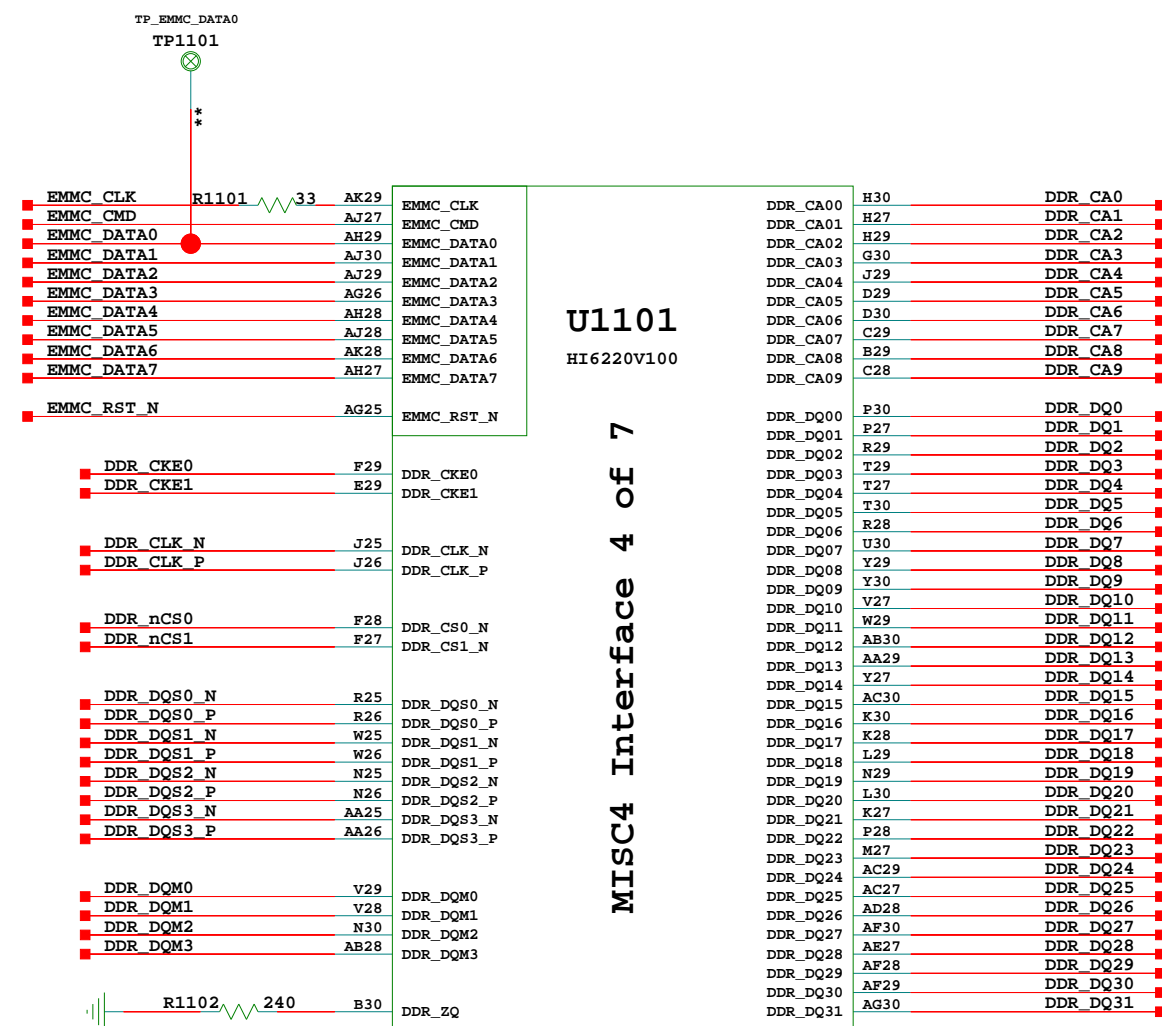 TP_EMMC_DATA0
TP1101
**
EMMC_CLK R1101 33 AK29 EMMC_CLK
EMMC_CMD AJ27 EMMC_CMD
EMMC_DATA0 AH29 EMMC_DATA0
EMMC_DATA1 AJ30 EMMC_DATA1
EMMC_DATA2 AJ29 EMMC_DATA2
EMMC_DATA3 AG26 EMMC_DATA3
EMMC_DATA4 AH28 EMMC_DATA4
EMMC_DATA5 AJ28 EMMC_DATA5
EMMC_DATA6 AK28 EMMC_DATA6
EMMC_DATA7 AH27 EMMC_DATA7
EMMC_RST_N AG25 EMMC_RST_N
DDR_CKE0 F29 DDR_CKE0
DDR_CKE1 E29 DDR_CKE1
DDR_CLK_N J25 DDR_CLK_N
DDR_CLK_P J26 DDR_CLK_P
DDR_nCS0 F28 DDR_CS0_N
DDR_nCS1 F27 DDR_CS1_N
DDR_DQS0_N R25 DDR_DQS0_N
DDR_DQS0_P R26 DDR_DQS0_P
DDR_DQS1_N W25 DDR_DQS1_N
DDR_DQS1_P W26 DDR_DQS1_P
DDR_DQS2_N N25 DDR_DQS2_N
DDR_DQS2_P N26 DDR_DQS2_P
DDR_DQS3_N AA25 DDR_DQS3_N
DDR_DQS3_P AA26 DDR_DQS3_P
DDR_DQM0 V29 DDR_DQM0
DDR_DQM1 V28 DDR_DQM1
DDR_DQM2 N30 DDR_DQM2
DDR_DQM3 AB28 DDR_DQM3
R1102 240 B30 DDR_ZQ
U1101
HI6220V100
MISC4 Interface 4 of 7
DDR_CA00 H30 DDR_CA0
DDR_CA01 H27 DDR_CA1
DDR_CA02 H29 DDR_CA2
DDR_CA03 G30 DDR_CA3
DDR_CA04 J29 DDR_CA4
DDR_CA05 D29 DDR_CA5
DDR_CA06 D30 DDR_CA6
DDR_CA07 C29 DDR_CA7
DDR_CA08 B29 DDR_CA8
DDR_CA09 C28 DDR_CA9
DDR_DQ00 P30 DDR_DQ0
DDR_DQ01 P27 DDR_DQ1
DDR_DQ02 R29 DDR_DQ2
DDR_DQ03 T29 DDR_DQ3
DDR_DQ04 T27 DDR_DQ4
DDR_DQ05 T30 DDR_DQ5
DDR_DQ06 R28 DDR_DQ6
DDR_DQ07 U30 DDR_DQ7
DDR_DQ08 Y29 DDR_DQ8
DDR_DQ09 Y30 DDR_DQ9
DDR_DQ10 V27 DDR_DQ10
DDR_DQ11 W29 DDR_DQ11
DDR_DQ12 AB30 DDR_DQ12
DDR_DQ13 AA29 DDR_DQ13
DDR_DQ14 Y27 DDR_DQ14
DDR_DQ15 AC30 DDR_DQ15
DDR_DQ16 K30 DDR_DQ16
DDR_DQ17 K28 DDR_DQ17
DDR_DQ18 L29 DDR_DQ18
DDR_DQ19 N29 DDR_DQ19
DDR_DQ20 L30 DDR_DQ20
DDR_DQ21 K27 DDR_DQ21
DDR_DQ22 P28 DDR_DQ22
DDR_DQ23 M27 DDR_DQ23
DDR_DQ24 AC29 DDR_DQ24
DDR_DQ25 AC27 DDR_DQ25
DDR_DQ26 AD28 DDR_DQ26
DDR_DQ27 AF30 DDR_DQ27
DDR_DQ28 AE27 DDR_DQ28
DDR_DQ29 AF28 DDR_DQ29
DDR_DQ30 AF29 DDR_DQ30
DDR_DQ31 AG30 DDR_DQ31